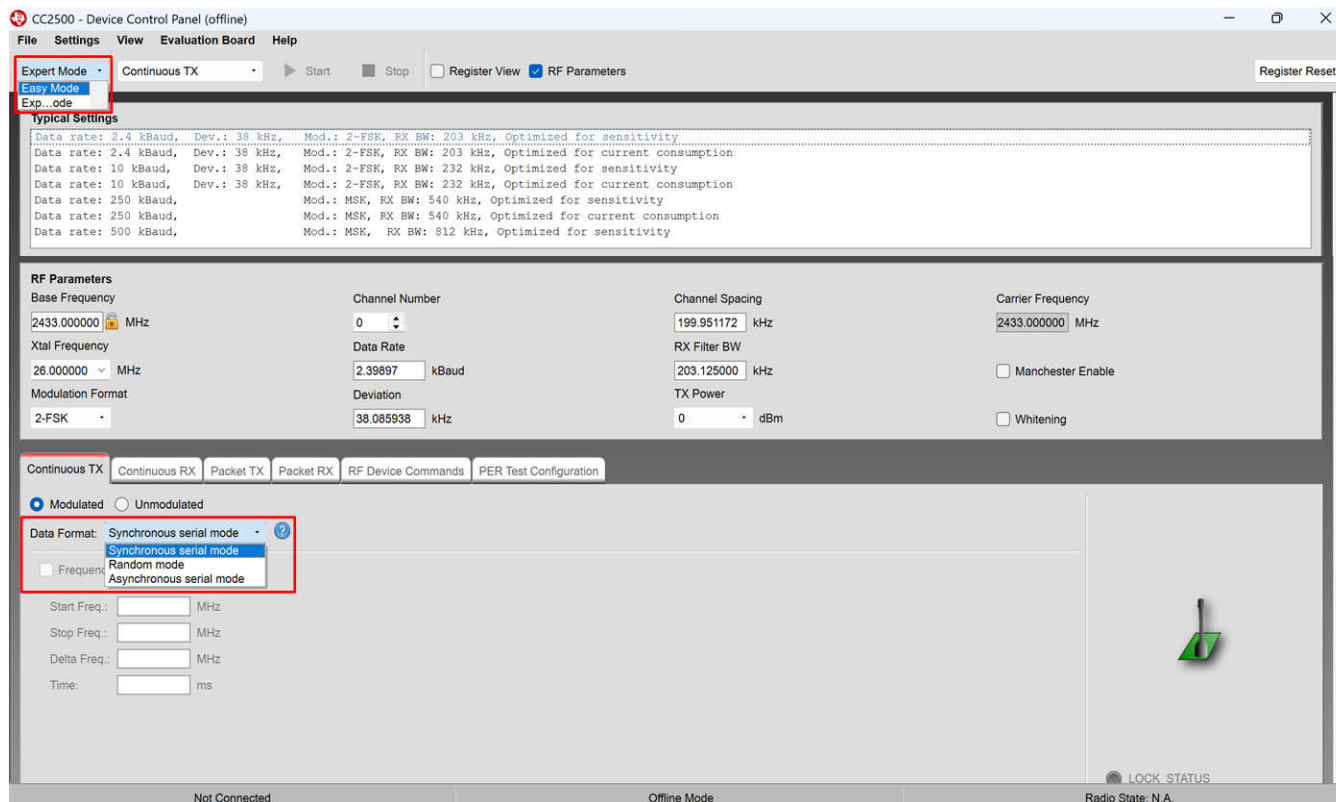 CC2500 - Device Control Panel (offline)
File Settings View Evaluation Board Help
Expert Mode Continuous TX Start Stop Register View RF Parameters Register Reset
Easy Mode
Exp...ode
Typical Settings
Data rate: 2.4 kBaud, Dev.: 38 kHz, Mod.: 2-FSK, RX BW: 203 kHz, Optimized for sensitivity
Data rate: 2.4 kBaud, Dev.: 38 kHz, Mod.: 2-FSK, RX BW: 203 kHz, Optimized for current consumption
Data rate: 10 kBaud, Dev.: 38 kHz, Mod.: 2-FSK, RX BW: 232 kHz, Optimized for sensitivity
Data rate: 10 kBaud, Dev.: 38 kHz, Mod.: 2-FSK, RX BW: 232 kHz, Optimized for current consumption
Data rate: 250 kBaud, Mod.: MSK, RX BW: 540 kHz, Optimized for sensitivity
Data rate: 250 kBaud, Mod.: MSK, RX BW: 540 kHz, Optimized for current consumption
Data rate: 500 kBaud, Mod.: MSK, RX BW: 812 kHz, Optimized for sensitivity
RF Parameters
Base Frequency Channel Number Channel Spacing Carrier Frequency
2433.000000 MHz 0 199.951172 kHz 2433.000000 MHz
Xtal Frequency Data Rate RX Filter BW
26.000000 MHz 2.39897 kBaud 203.125000 kHz Manchester Enable
Modulation Format Deviation TX Power
2-FSK 38.085938 kHz 0 dBm Whitening
Continuous TX Continuous RX Packet TX Packet RX RF Device Commands PER Test Configuration
Modulated Unmodulated
Data Format: Synchronous serial mode ?
Synchronous serial mode
Random mode
Frequenc
Asynchronous serial mode
Start Freq.: MHz
Stop Freq.: MHz
Delta Freq.: MHz
Time: ms
LOCK STATUS
Not Connected Offline Mode Radio State: N.A.